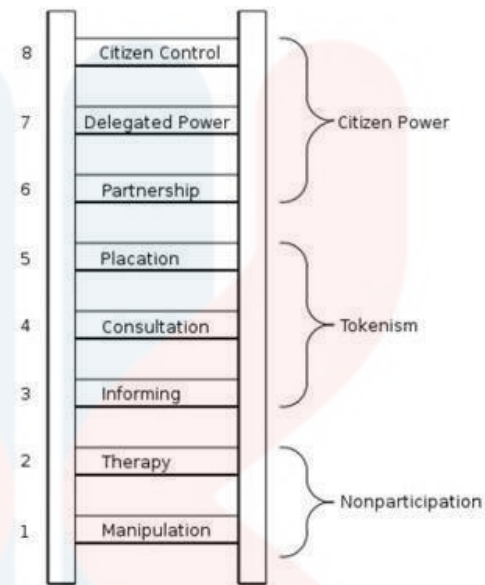 8 Citizen Control
7 Delegated Power
Citizen Power
6 Partnership
5 Placation
4 Consultation
Tokenism
3 Informing
2 Therapy
Nonparticipation
1 Manipulation